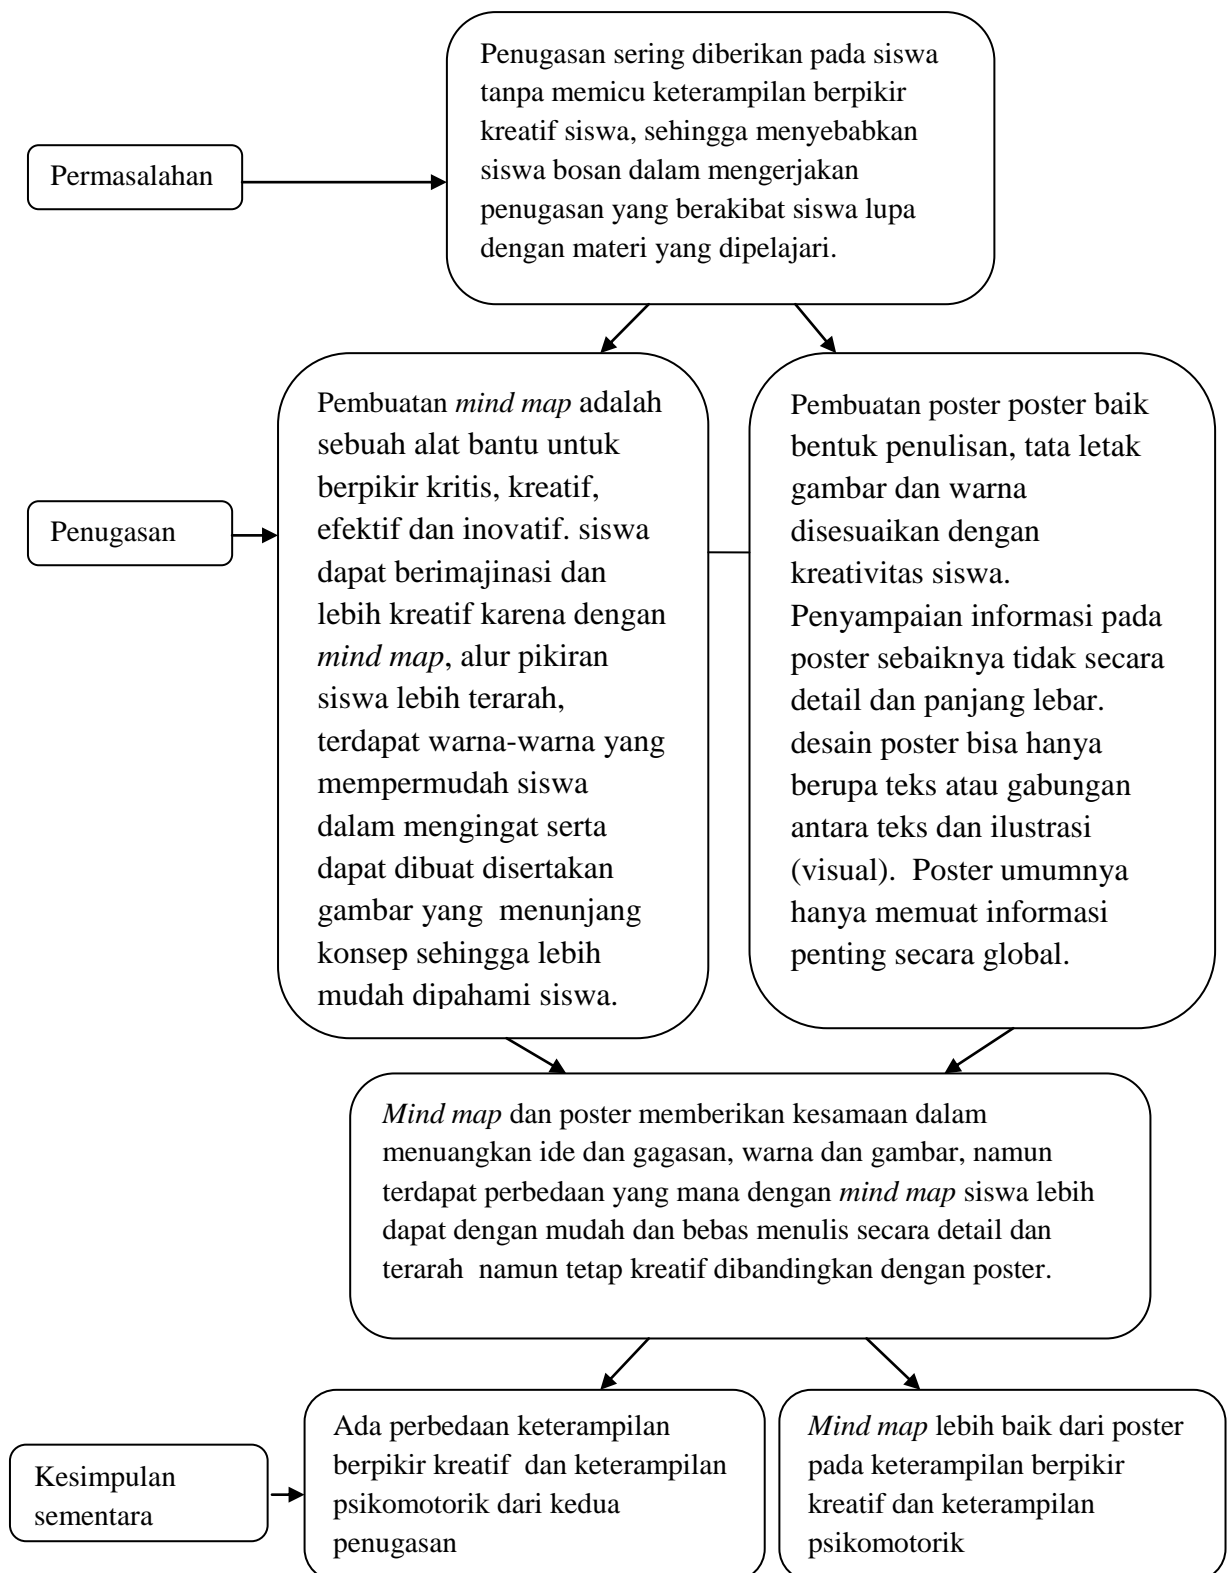 Penugasan sering diberikan pada siswa
tanpa memicu keterampilan berpikir
kreatif siswa, sehingga menyebabkan
siswa bosan dalam mengerjakan
penugasan yang berakibat siswa lupa
dengan materi yang dipelajari.
Permasalahan
Pembuatan mind map adalah
sebuah alat bantu untuk
berpikir kritis, kreatif,
efektif dan inovatif. siswa
dapat berimajinasi dan
lebih kreatif karena dengan
mind map, alur pikiran
siswa lebih terarah,
terdapat warna-warna yang
mempermudah siswa
dalam mengingat serta
dapat dibuat disertakan
gambar yang  menunjang
konsep sehingga lebih
mudah dipahami siswa.
Pembuatan poster poster baik
bentuk penulisan, tata letak
gambar dan warna
disesuaikan dengan
kreativitas siswa.
Penyampaian informasi pada
poster sebaiknya tidak secara
detail dan panjang lebar.
desain poster bisa hanya
berupa teks atau gabungan
antara teks dan ilustrasi
(visual).  Poster umumnya
hanya memuat informasi
penting secara global.
Penugasan
Mind map dan poster memberikan kesamaan dalam
menuangkan ide dan gagasan, warna dan gambar, namun
terdapat perbedaan yang mana dengan mind map siswa lebih
dapat dengan mudah dan bebas menulis secara detail dan
terarah  namun tetap kreatif dibandingkan dengan poster.
Ada perbedaan keterampilan
berpikir kreatif  dan keterampilan
psikomotorik dari kedua
penugasan
Mind map lebih baik dari poster
pada keterampilan berpikir
kreatif dan keterampilan
psikomotorik
Kesimpulan
sementara